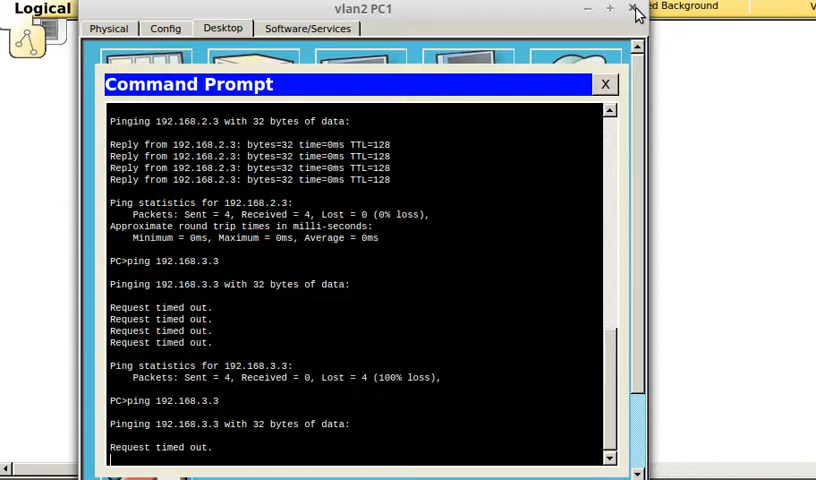 Logical
vlan2 PC1
ed Background
V
Physical
Config
Desktop
Software/Services
Command Prompt
X
Pinging 192.168.2.3 with 32 bytes of data:
Reply from 192.168.2.3: bytes=32 time=0ms TTL=128
Reply from 192.168.2.3: bytes=32 time=0ms TTL=128
Reply from 192.168.2.3: bytes=32 time=0ms TTL=128
Reply from 192.168.2.3: bytes=32 time=0ms TTL=128
Ping statistics for 192.168.2.3:
Packets: Sent = 4, Received = 4, Lost = 0 (0% loss),
Approximate round trip times in milli-seconds:
Minimum = 0ms, Maximum = 0ms, Average = 0ms
PC>ping 192.168.3.3
Pinging 192.168.3.3 with 32 bytes of data:
Request timed out.
Request timed out.
Request timed out.
Request timed out.
Ping statistics for 192.168.3.3:
Packets: Sent = 4, Received = 0, Lost = 4 (100% loss),
PC>ping 192.168.3.3
Pinging 192.168.3.3 with 32 bytes of data:
Request timed out.